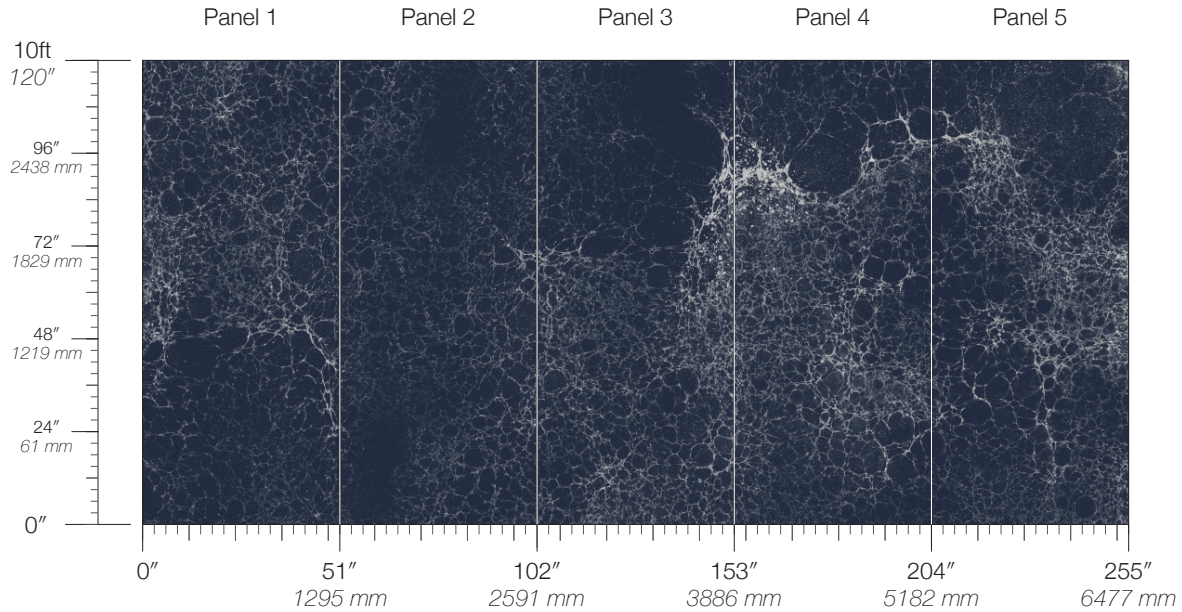 Panel 1 Panel 2 Panel 3 Panel 4 Panel 5
10ft
120″
96″
2438 mm
72″
1829 mm
48″
1219 mm
24″
61 mm
0″
0″ 51″ 102″ 153″ 204″ 255″
1295 mm 2591 mm 3886 mm 5182 mm 6477 mm